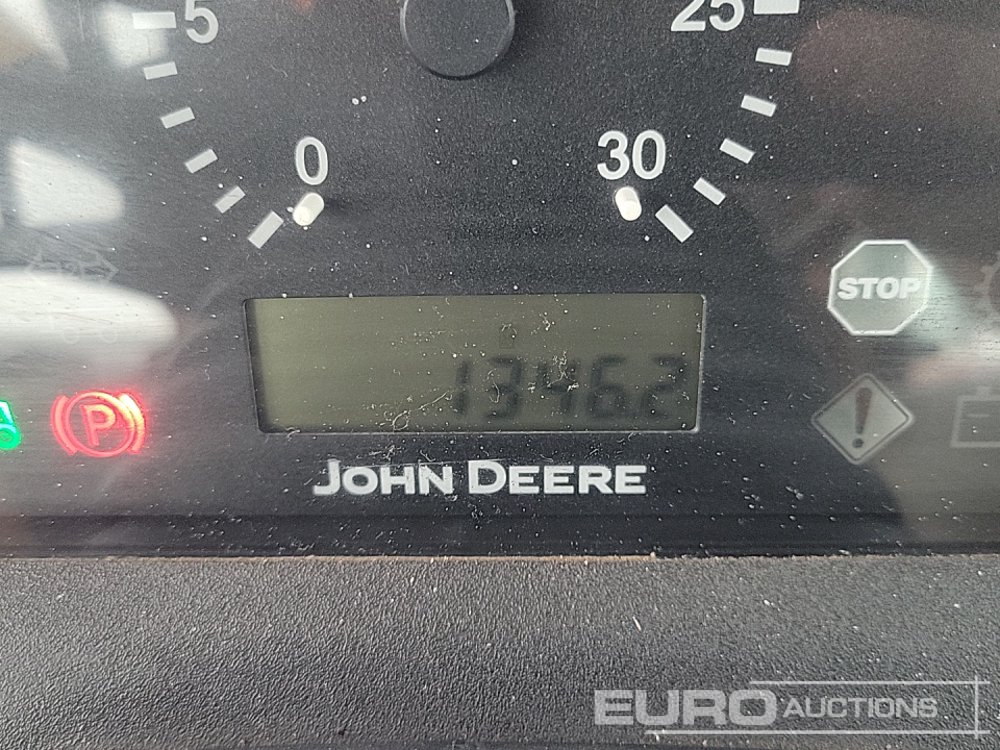 5
25
0
30
STOP
1346.2
P
JOHN DEERE
EURO AUCTIONS